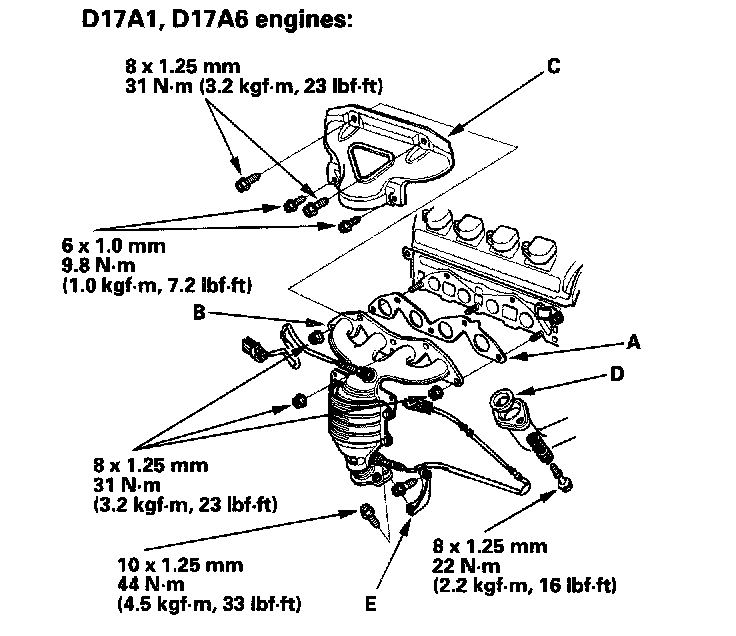 D17A1, D17A6 engines:
8 x 1.25 mm
31 N·m (3.2 kgf·m, 23 lbf·ft)
C
6 x 1.0 mm
9.8 N·m
(1.0 kgf·m, 7.2 lbf·ft)
B
A
D
8 x 1.25 mm
31 N·m
(3.2 kgf·m, 23 lbf·ft)
8 x 1.25 mm
22 N·m
(2.2 kgf·m, 16 lbf·ft)
10 x 1.25 mm
44 N·m
(4.5 kgf·m, 33 lbf·ft)
E